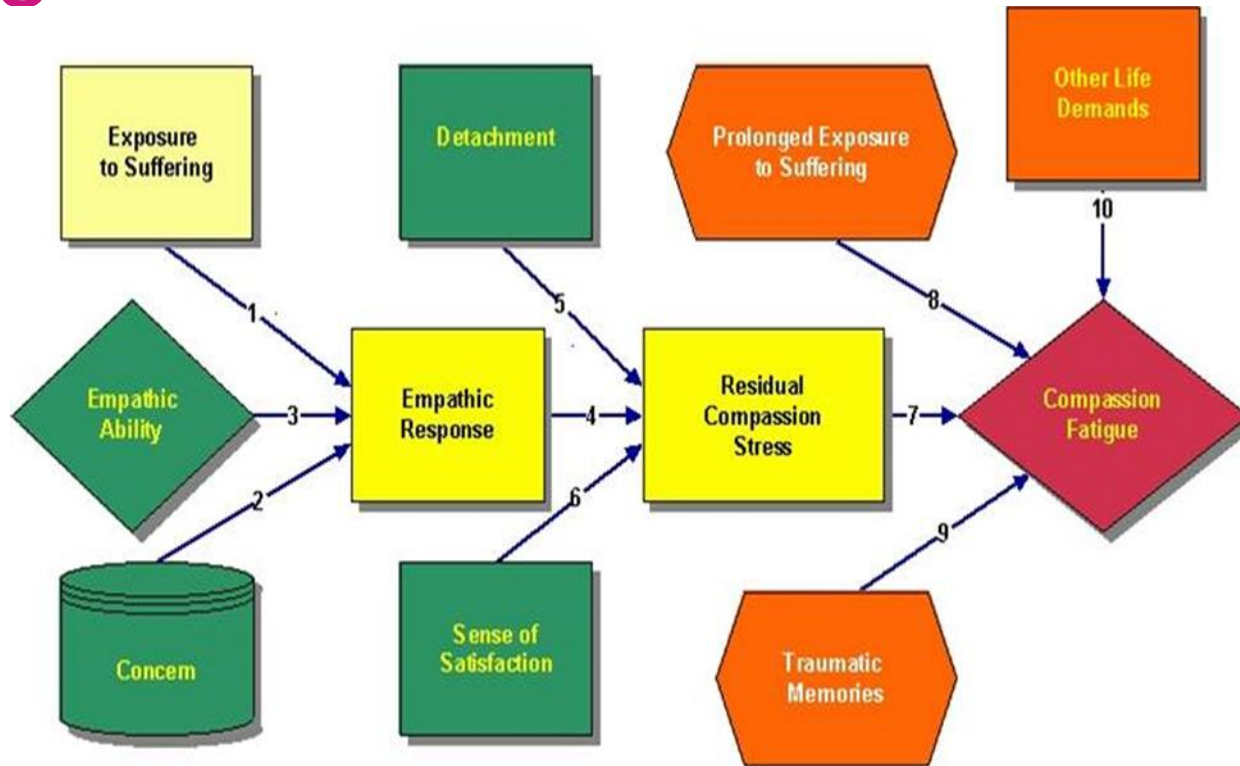 Exposure
to Suffering
Detachment
Prolonged Exposure
to Suffering
Other Life
Demands
10
1
5
8
Empathic
Ability
3
Empathic
Response
4
Residual
Compassion
Stress
7
Compassion
Fatigue
2
6
9
Concern
Sense of
Satisfaction
Traumatic
Memories